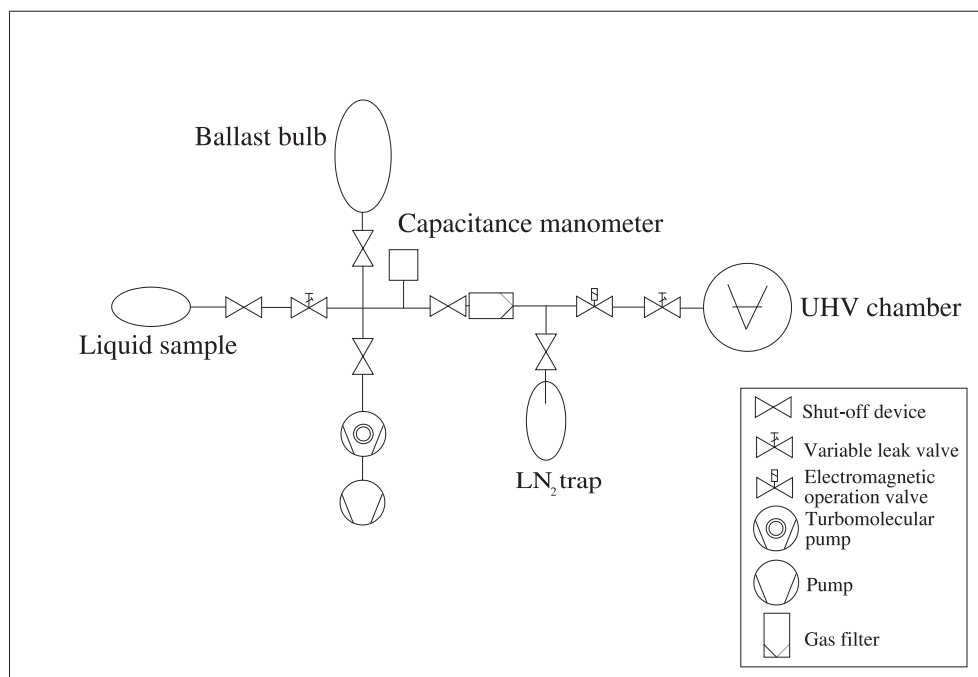 Ballast bulb
Capacitance manometer
Liquid sample
UHV chamber
LN₂ trap
Shut-off device
Variable leak valve
Electromagnetic
operation valve
Turbomolecular
pump
Pump
Gas filter